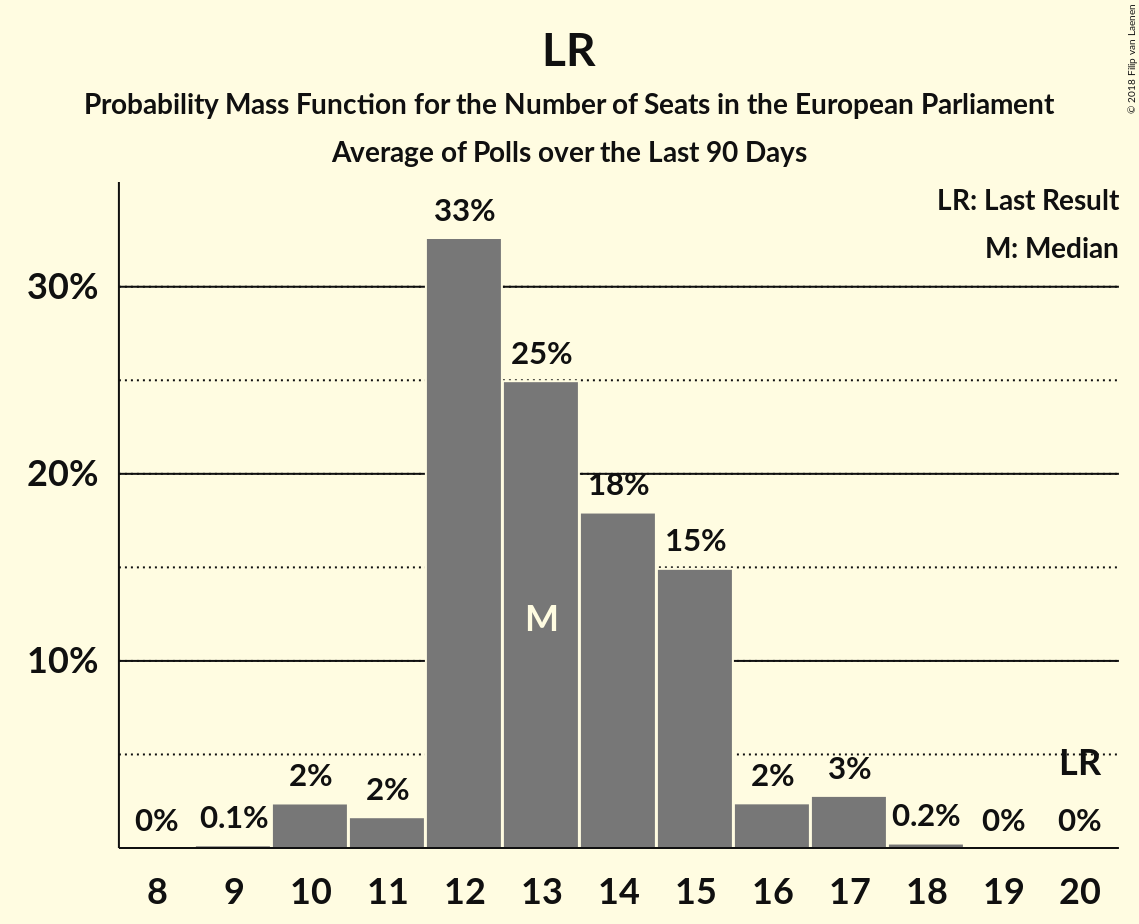 LR
Probability Mass Function for the Number of Seats in the European Parliament
Average of Polls over the Last 90 Days
© 2018 Filip van Laenen
LR: Last Result
M: Median
33%
30%
25%
20%
18%
15%
M
10%
LR
2%
3%
2%
2%
0%
0.1%
0.2%
0%
0%
8 9 10 11 12 13 14 15 16 17 18 19 20